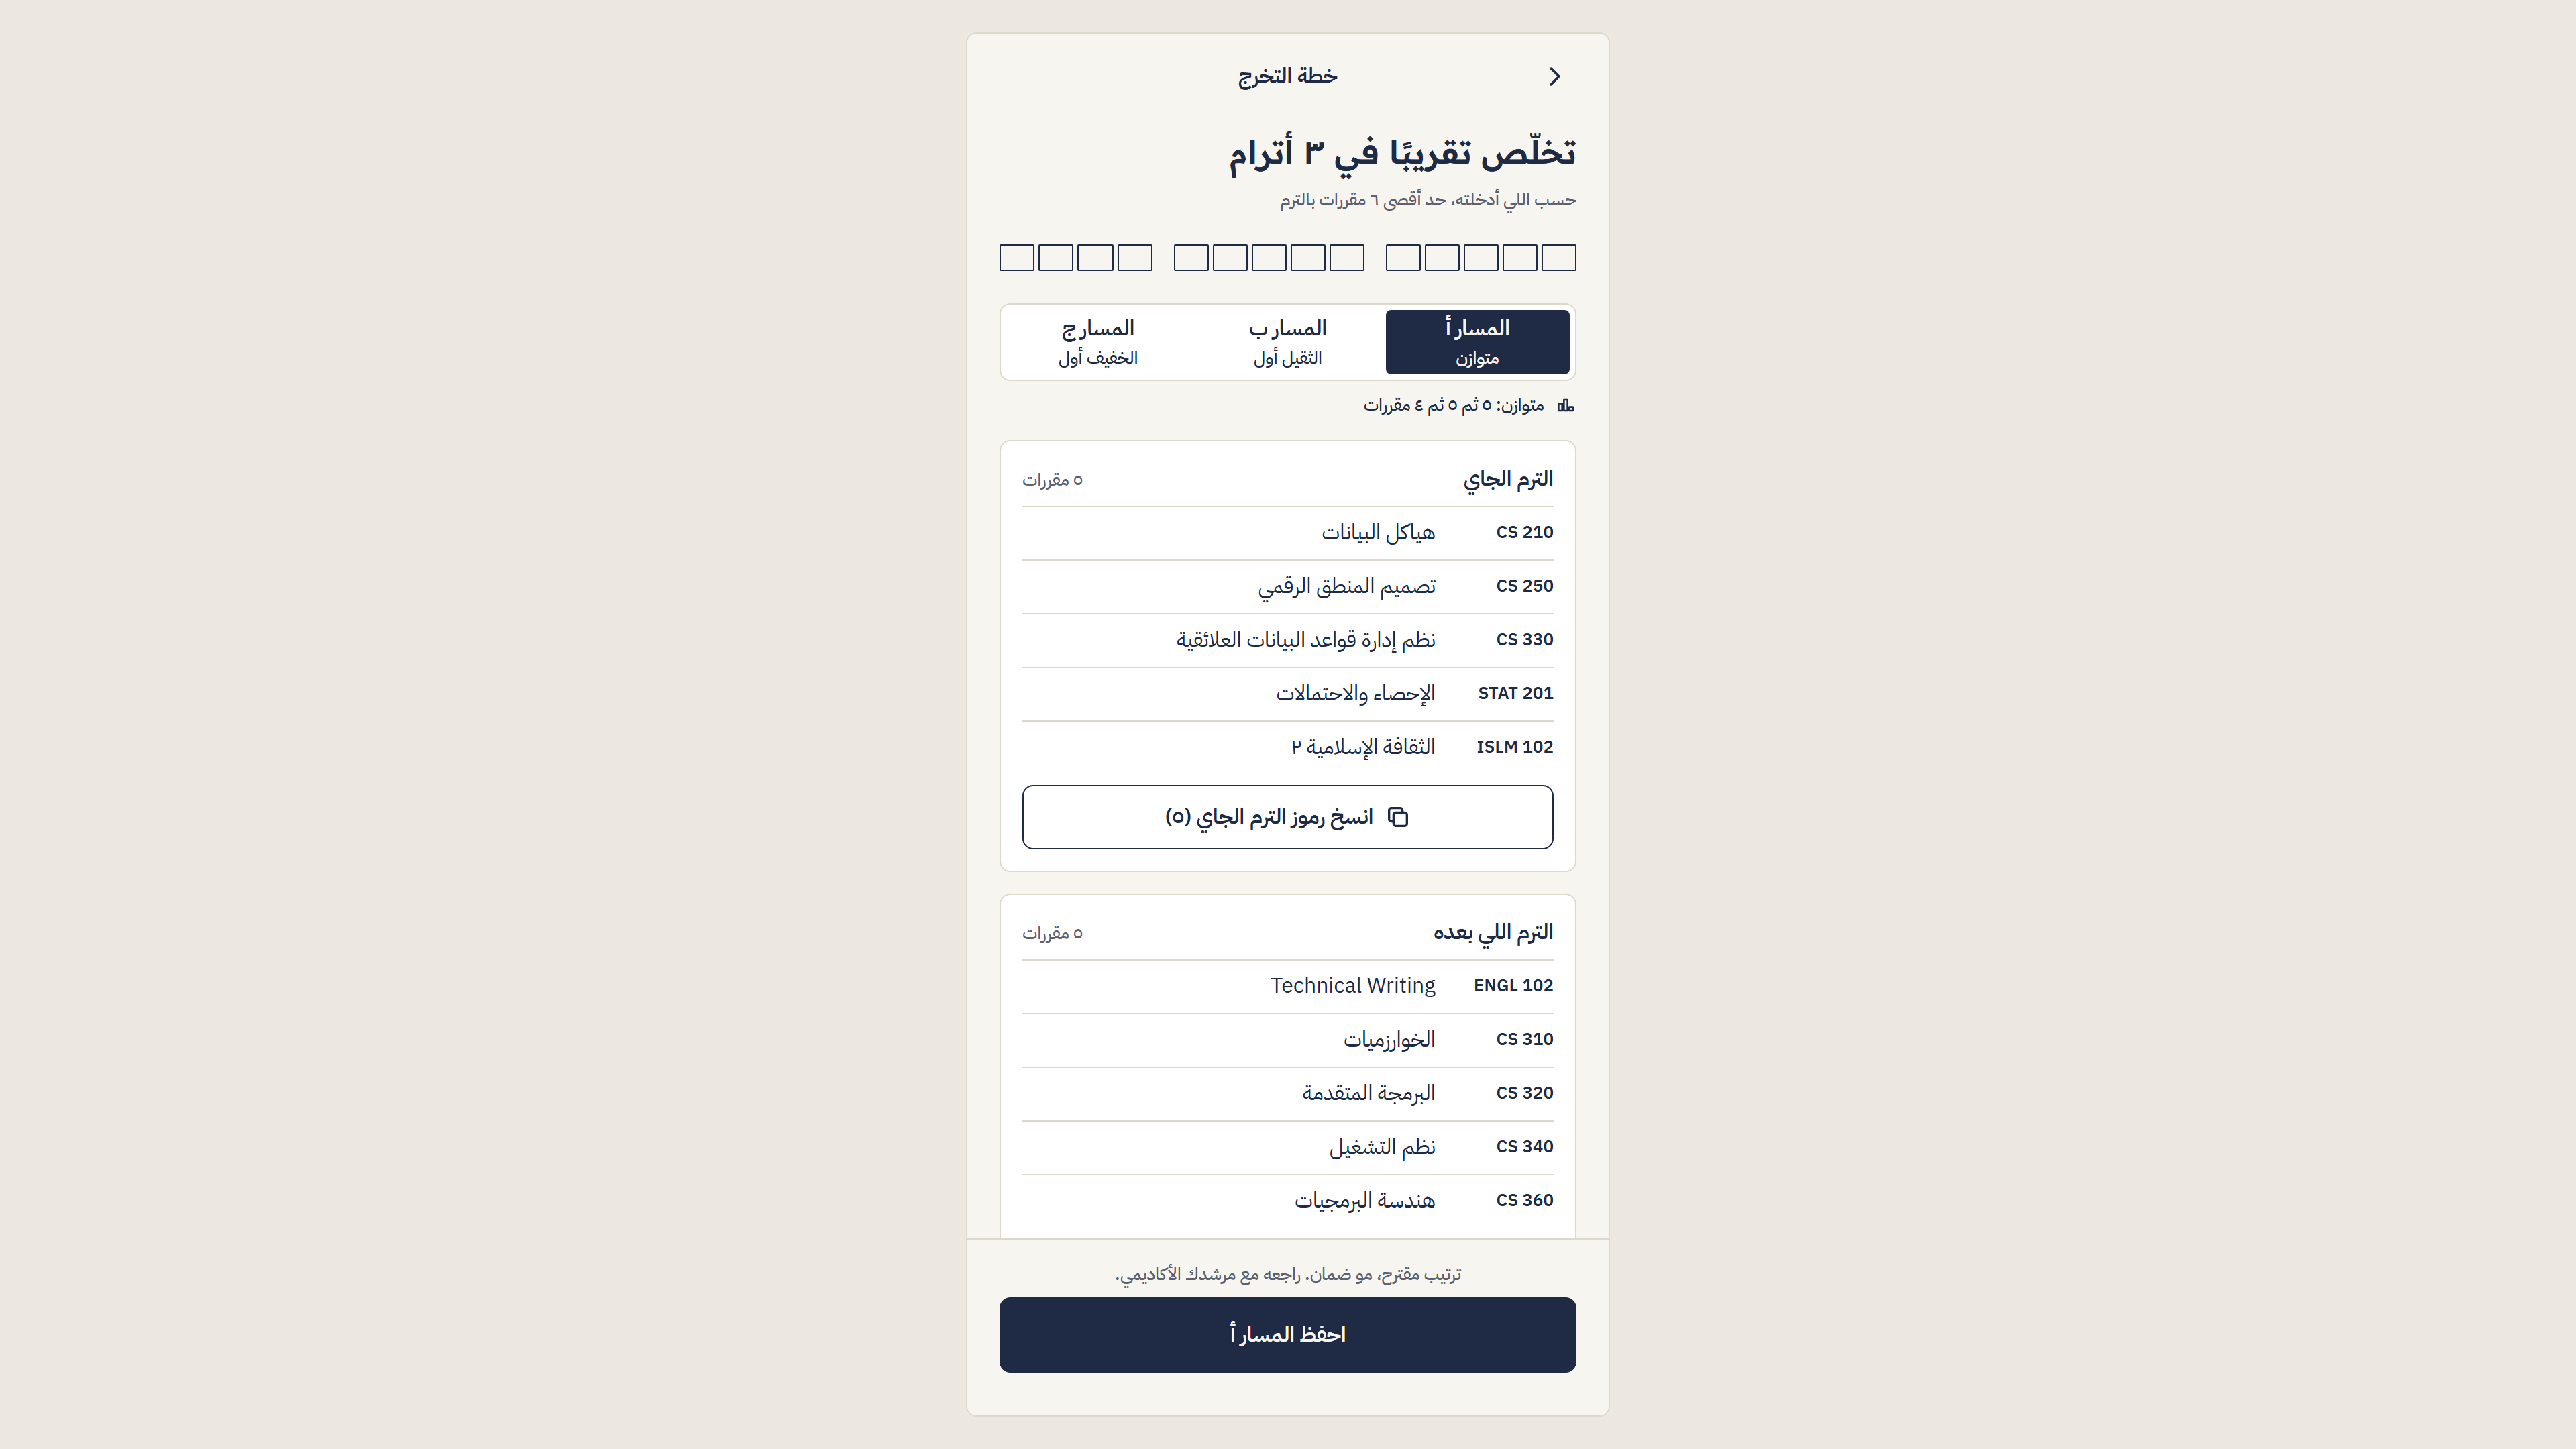 خطة التخرج
تخلّص تقريبًا في ٣ أترام
حسب اللي أدخلته، حد أقصى ٦ مقررات بالترم
المسار أ
متوازن
المسار ب
الثقيل أول
المسار ج
الخفيف أول
متوازن: ٥ ثم ٥ ثم ٤ مقررات
الترم الجاي
٥ مقررات
CS 210 هياكل البيانات
CS 250 تصميم المنطق الرقمي
CS 330 نظم إدارة قواعد البيانات العلائقية
STAT 201 الإحصاء والاحتمالات
ISLM 102 الثقافة الإسلامية ٢
انسخ رموز الترم الجاي (٥)
الترم اللي بعده
٥ مقررات
ENGL 102 Technical Writing
CS 310 الخوارزميات
CS 320 البرمجة المتقدمة
CS 340 نظم التشغيل
CS 360 هندسة البرمجيات
ترتيب مقترح، مو ضمان. راجعه مع مرشدك الأكاديمي.
احفظ المسار أ